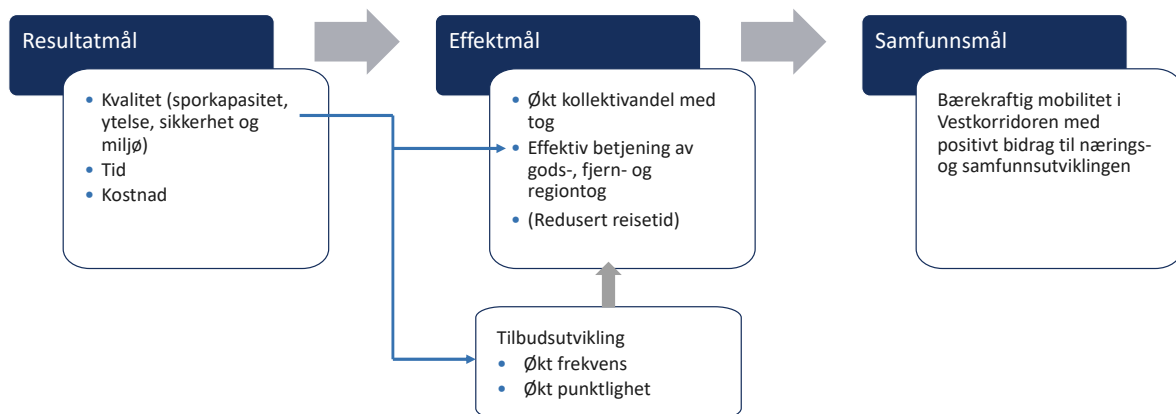 Resultatmål
• Kvalitet (sporkapasitet,
ytelse, sikkerhet og
miljø)
• Tid
• Kostnad
Effektmål
• Økt kollektivandel med
tog
• Effektiv betjening av
gods-, fjern- og
regiontog
• (Redusert reisetid)
Tilbudsutvikling
• Økt frekvens
• Økt punktlighet
Samfunnsmål
Bærekraftig mobilitet i
Vestkorridoren med
positivt bidrag til nærings-
og samfunnsutviklingen